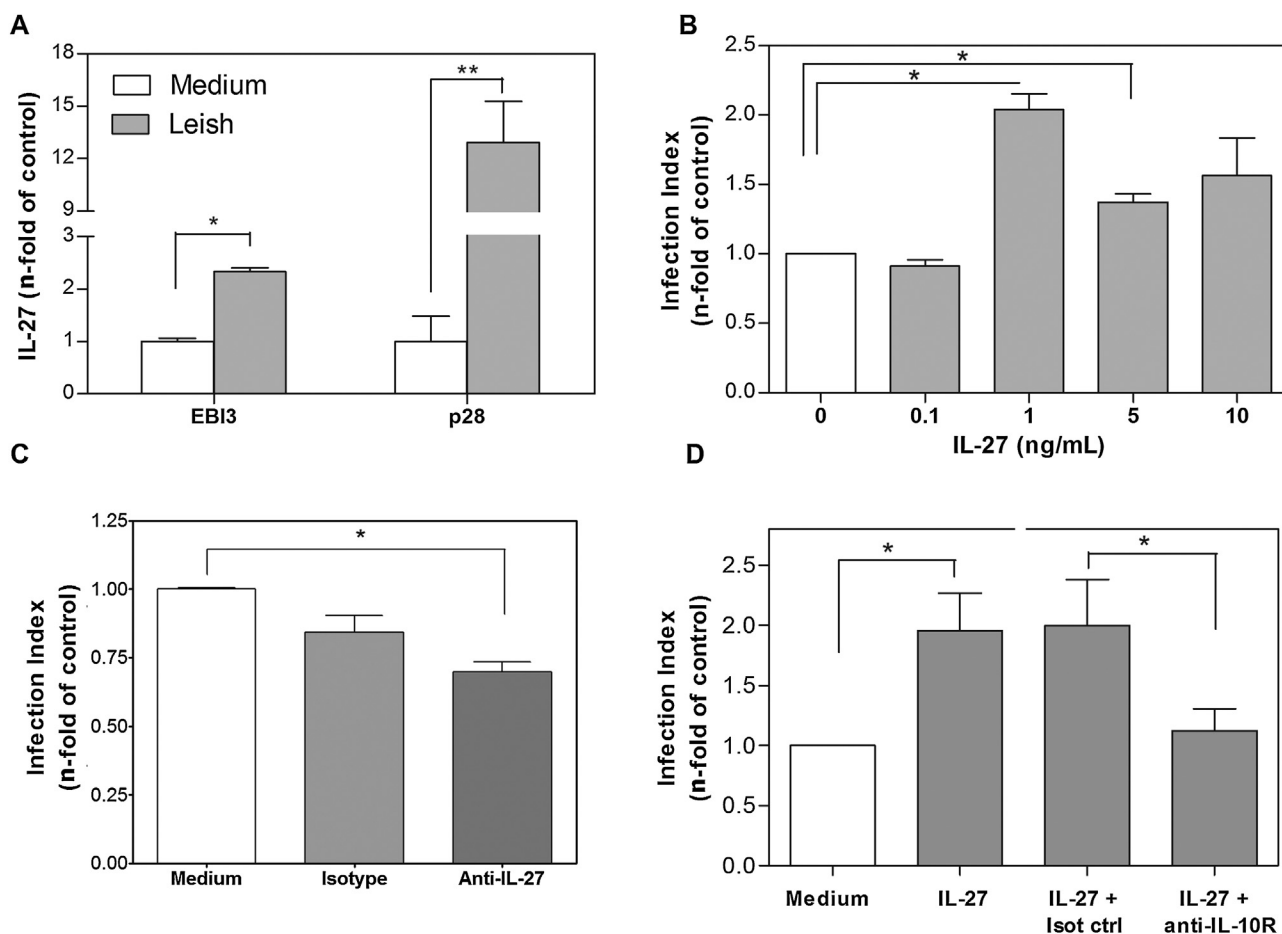 A
IL-27 (n-fold of control)
18
15
12
9
3
2
1
0
Medium
Leish
*
**
EBI3
p28
B
Infection Index
(n-fold of control)
2.5
2.0
1.5
1.0
0.5
0.0
*
*
0
0.1
1
5
10
IL-27 (ng/mL)
C
Infection Index
(n-fold of control)
1.25
1.00
0.75
0.50
0.25
0.00
*
Medium
Isotype
Anti-IL-27
D
Infection Index
(n-fold of control)
2.5
2.0
1.5
1.0
0.5
0.0
*
*
Medium
IL-27
IL-27 +
Isot ctrl
IL-27 +
anti-IL-10R